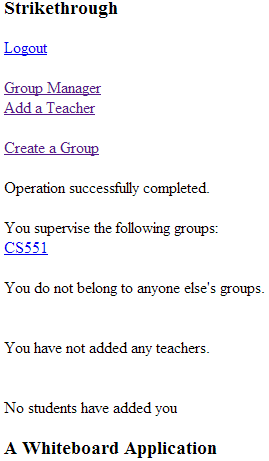 Strikethrough
Logout
Group Manager
Add a Teacher
Create a Group
Operation successfully completed.
You supervise the following groups:
CS551
You do not belong to anyone else's groups.
You have not added any teachers.
No students have added you
A Whiteboard Application